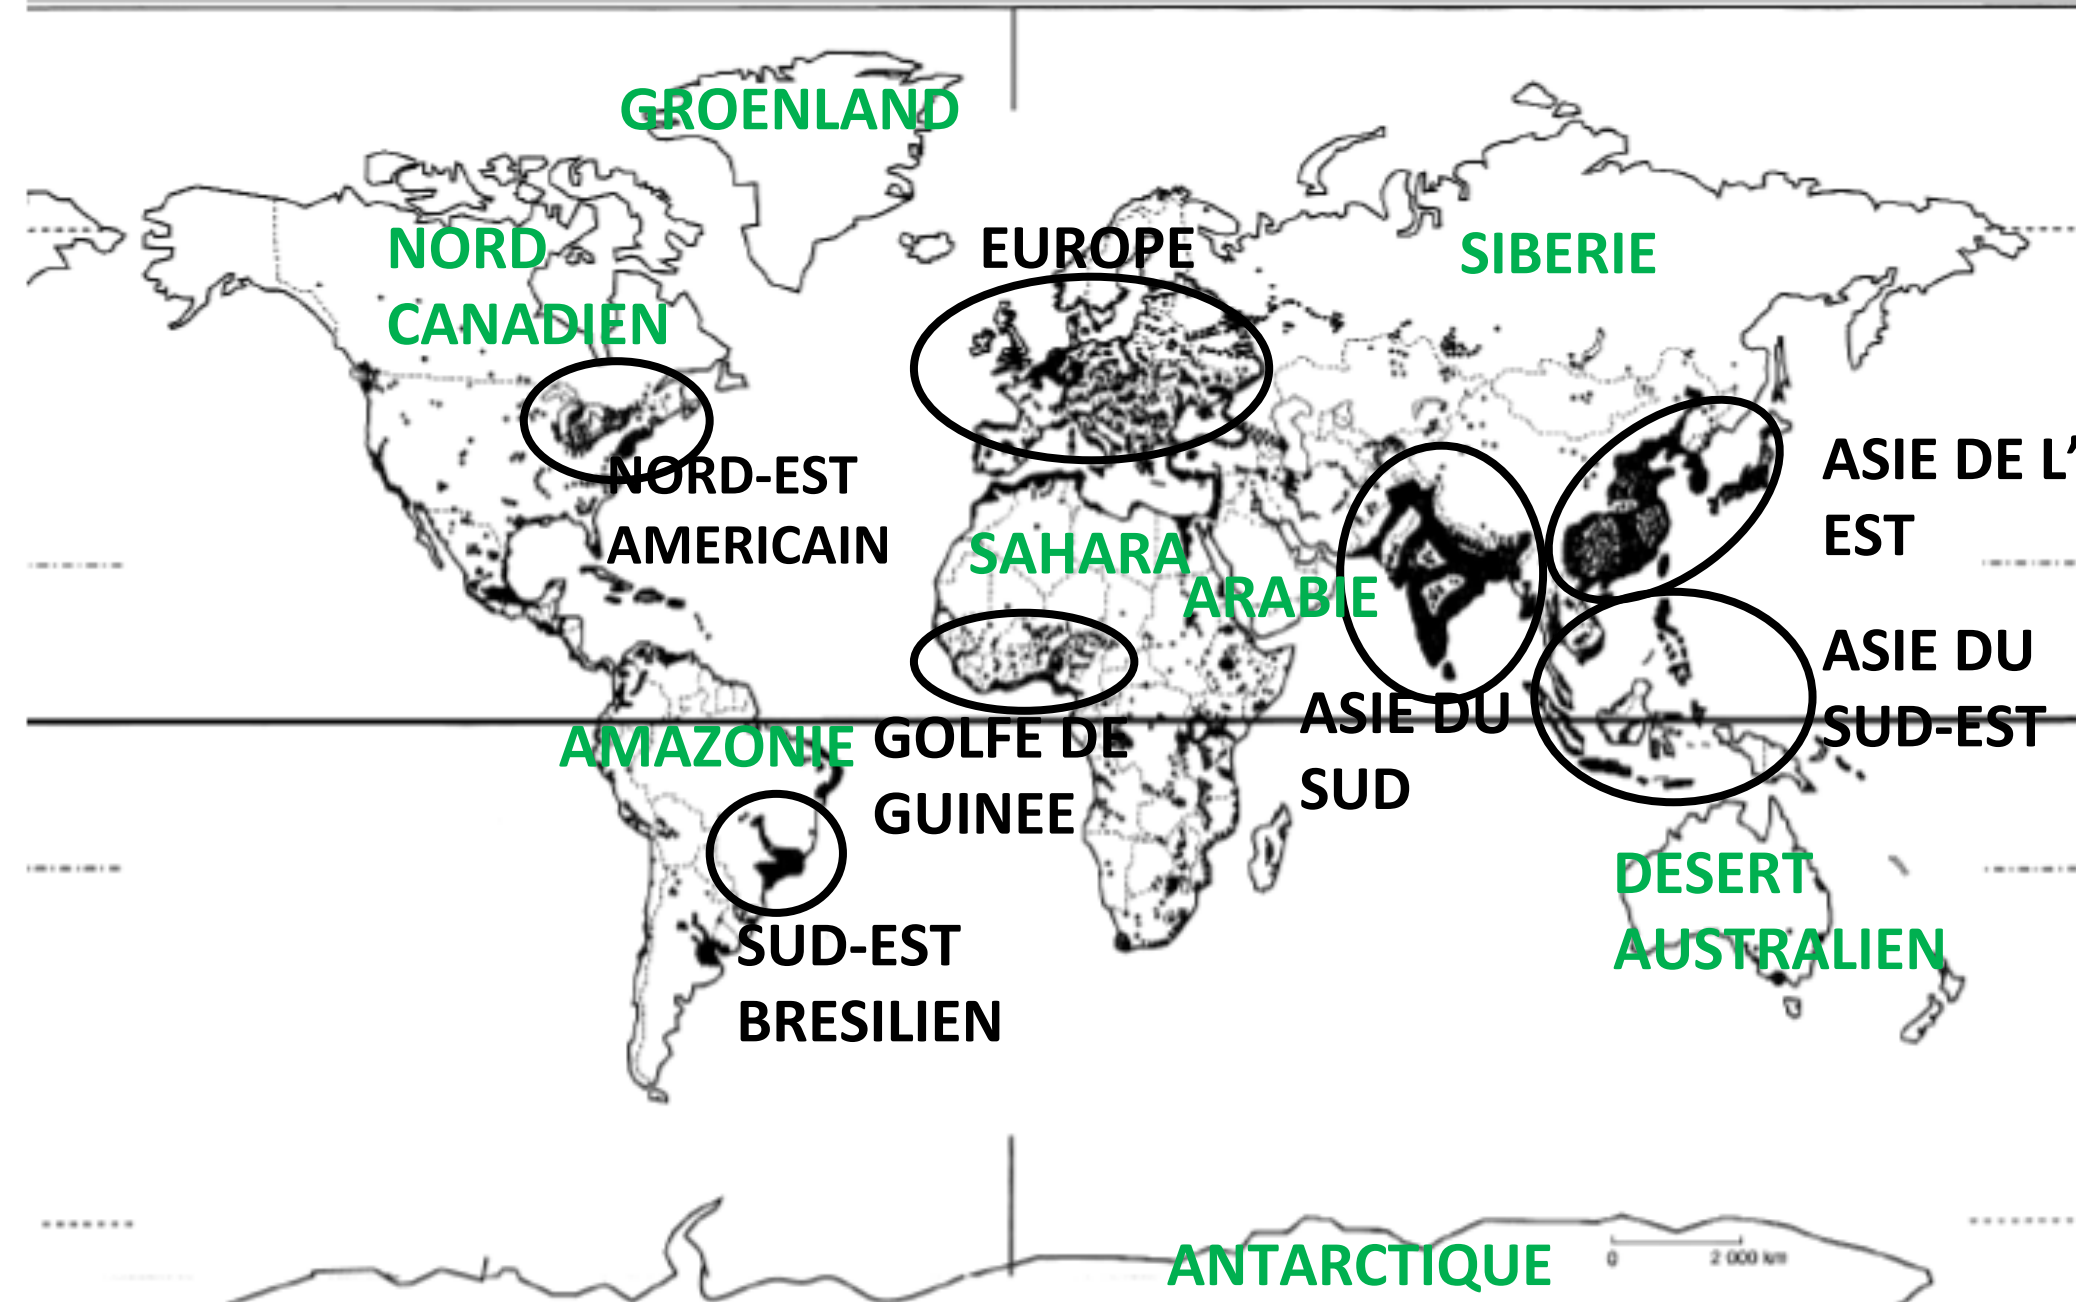 GROENLAND
NORD
CANADIEN
EUROPE
SIBERIE
NORD-EST
AMERICAIN
ASIE DE L’
EST
SAHARA
ARABIE
ASIE DU
SUD-EST
AMAZONIE
GOLFE DE
GUINEE
ASIE DU
SUD
DESERT
AUSTRALIEN
SUD-EST
BRESILIEN
ANTARCTIQUE
0 2 000 km